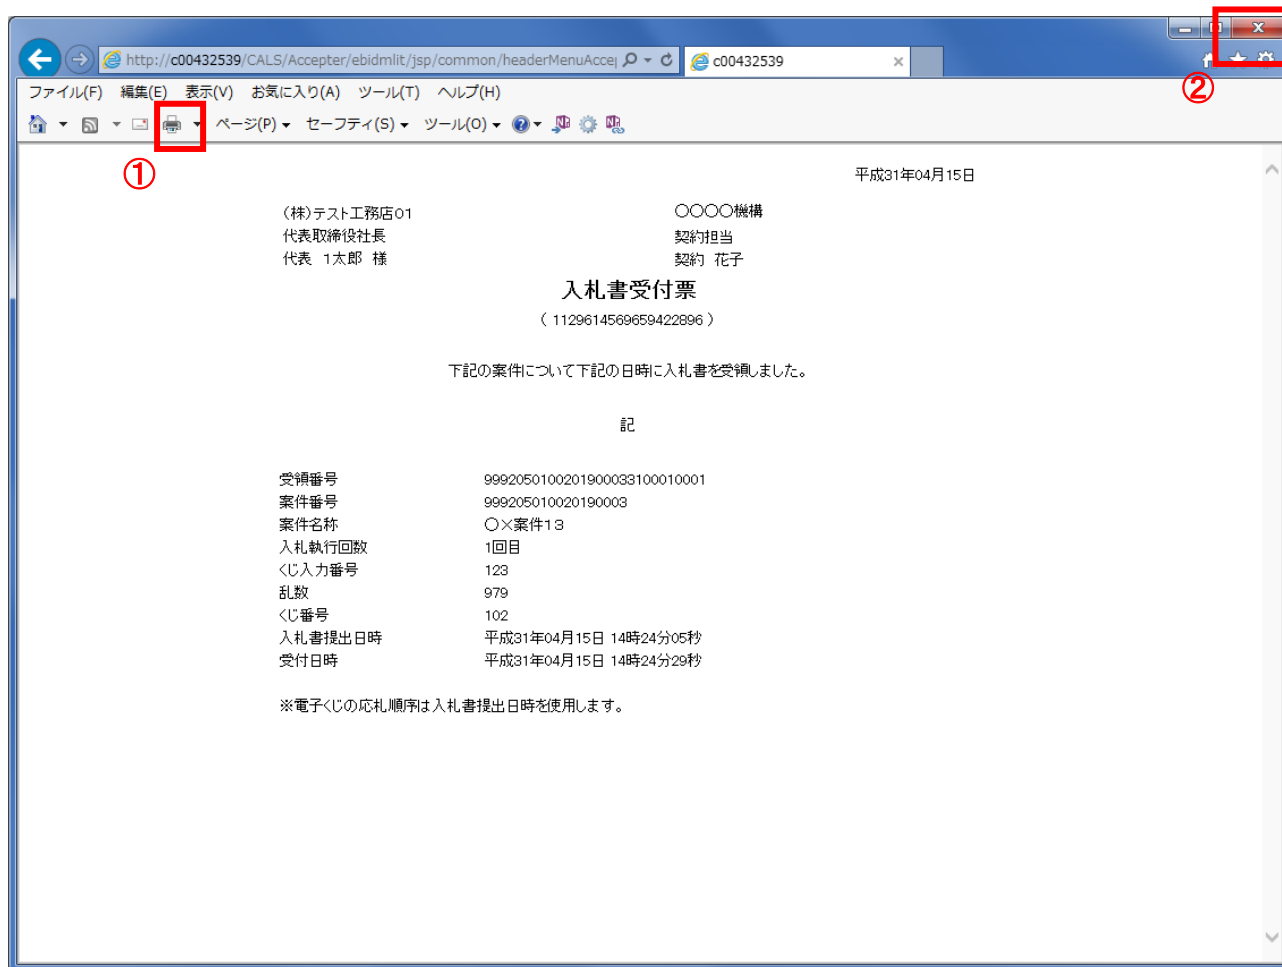 http://c00432539/CALS/Accepter/ebidmlit/jsp/common/headerMenuAccep
c00432539
②
ファイル(F) 編集(E) 表示(V) お気に入り(A) ツール(T) ヘルプ(H)
ページ(P) セーフティ(S) ツール(O)
①
平成31年04月15日
(株)テスト工務店01 〇〇〇〇機構
代表取締役社長 契約担当
代表 1太郎 様 契約 花子
入札書受付票
( 1129614569659422896 )
下記の案件について下記の日時に入札書を受領しました。
記
受領番号 9992050100201900033100010001
案件番号 999205010020190003
案件名称 〇×案件13
入札執行回数 1回目
くじ入力番号 123
乱数 979
くじ番号 102
入札書提出日時 平成31年04月15日 14時24分05秒
受付日時 平成31年04月15日 14時24分29秒
※電子くじの応札順序は入札書提出日時を使用します。